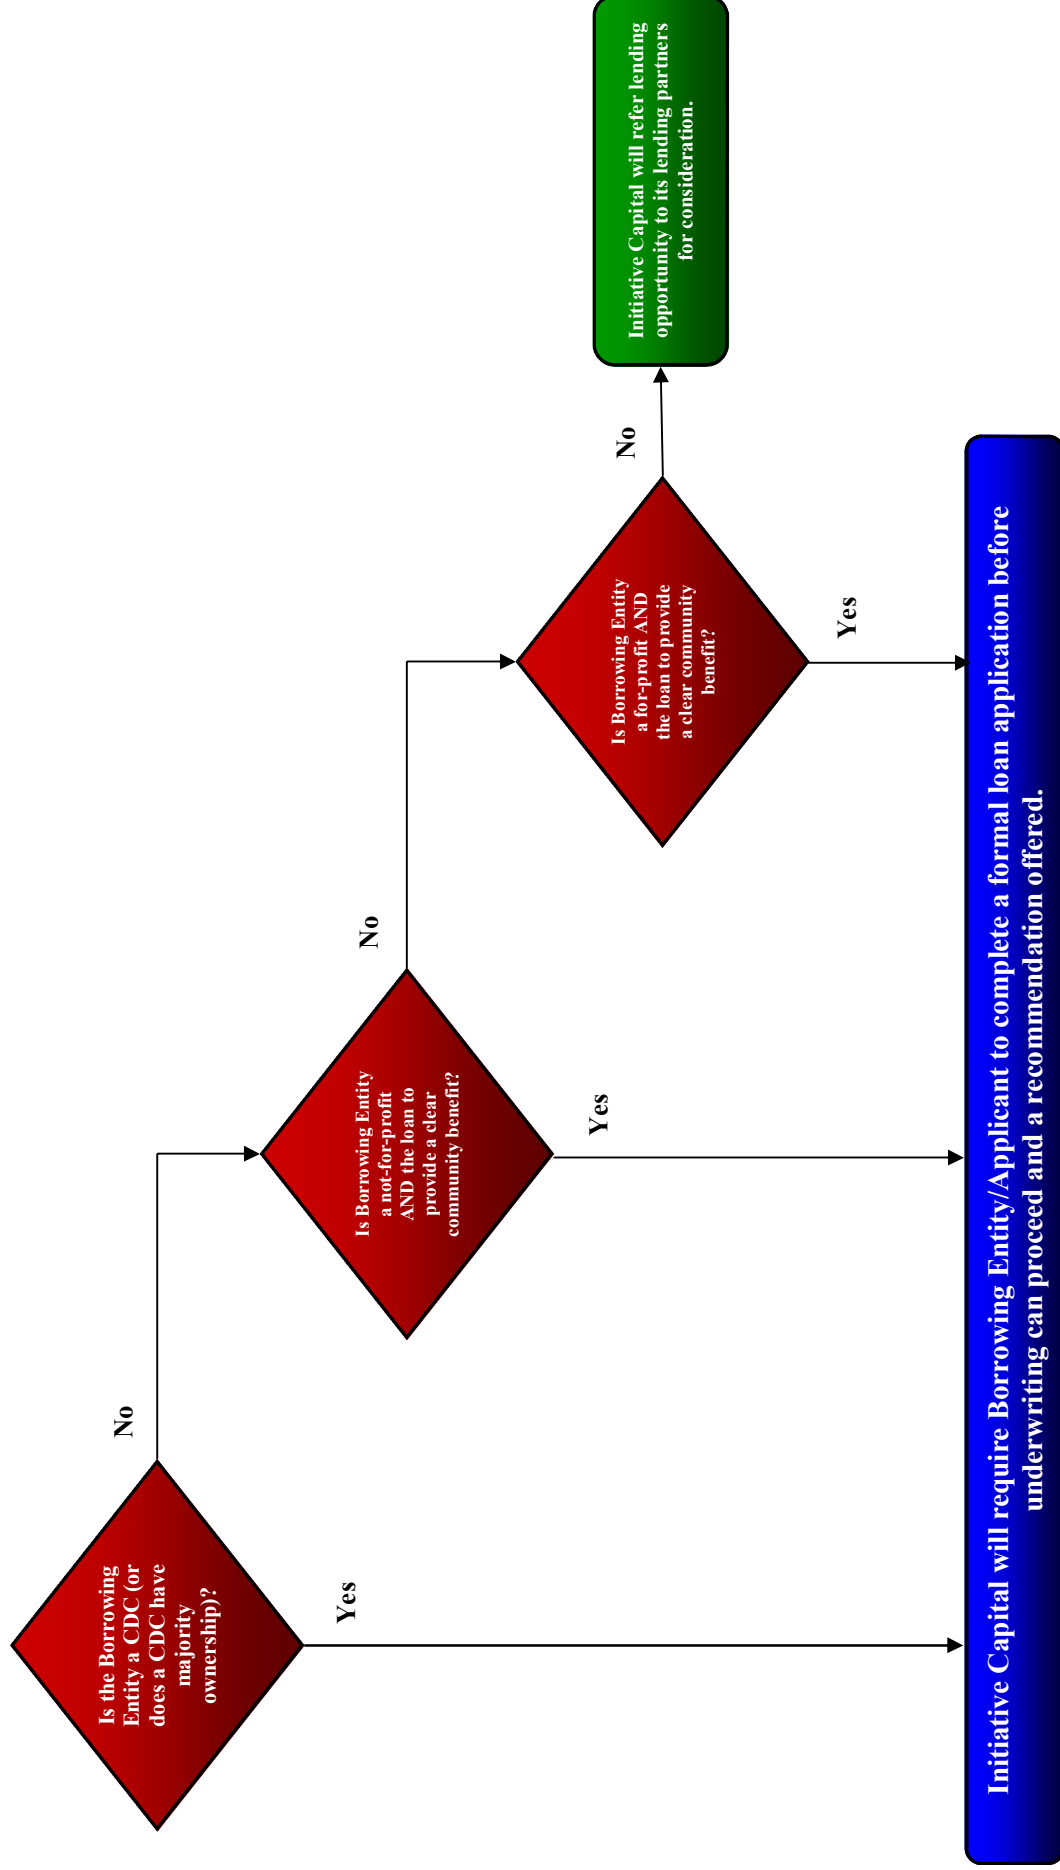 Is the Borrowing
Entity a CDC (or
does a CDC have
majority
ownership)?
No
Yes
Is Borrowing Entity
a not-for-profit
AND the loan to
provide a clear
community benefit?
No
Yes
Is Borrowing Entity
a for-profit AND
the loan to provide
a clear community
benefit?
No
Yes
Initiative Capital will refer lending
opportunity to its lending partners
for consideration.
Initiative Capital will require Borrowing Entity/Applicant to complete a formal loan application before
underwriting can proceed and a recommendation offered.